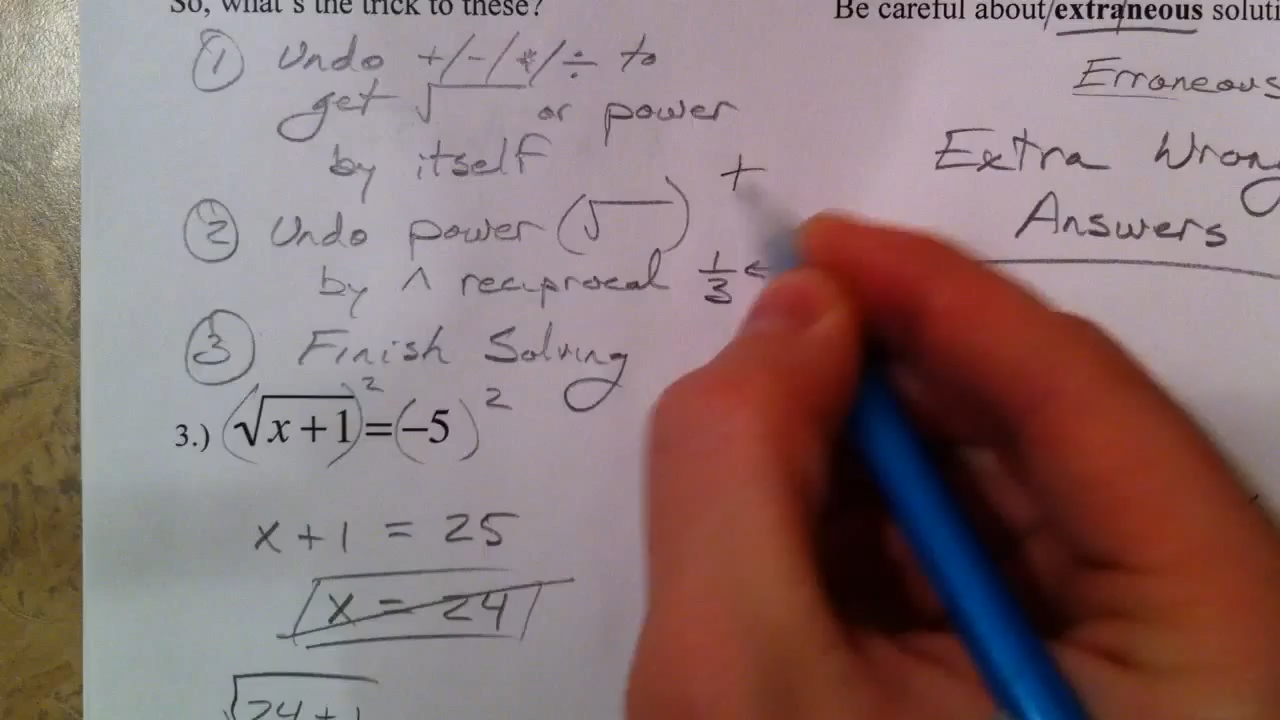 So, what's the trick to these?
Be careful about extraneous soluti
Erroneous
Extra Wrong
Answers
① Undo +/-/*/÷ to
get √ or power
by itself
+
② Undo power (√ )
by ^ reciprocal 1/3 ←
③ Finish Solving
3.) (√x+1)² = (-5)²
x + 1 = 25
x = 24
√24+1